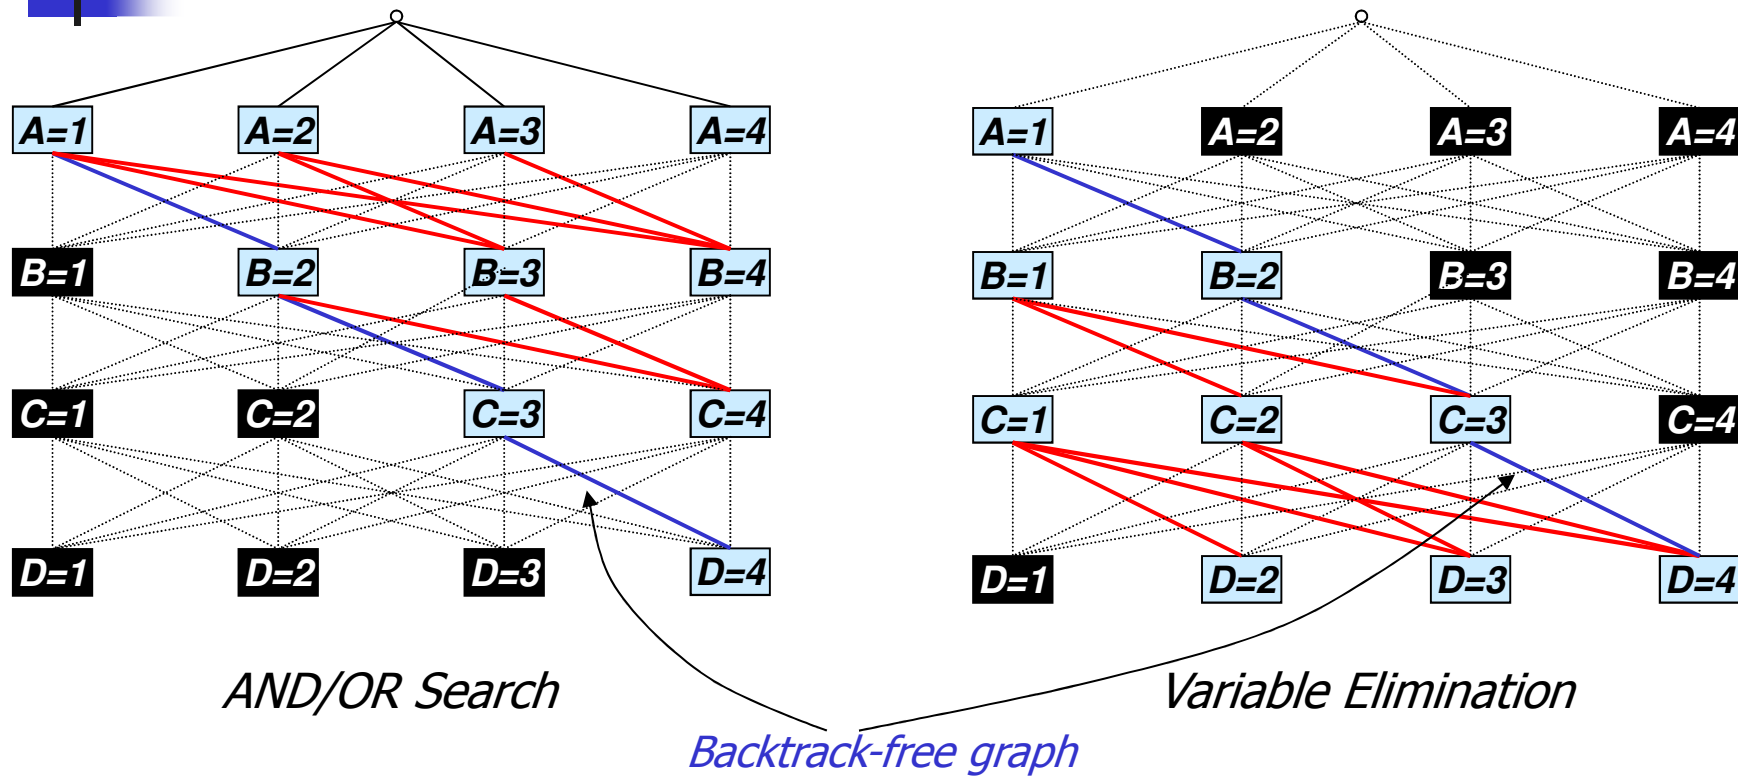 A=1 A=2 A=3 A=4 A=1 A=2 A=3 A=4
B=1 B=2 B=3 B=4 B=1 B=2 B=3 B=4
C=1 C=2 C=3 C=4 C=1 C=2 C=3 C=4
D=1 D=2 D=3 D=4 D=1 D=2 D=3 D=4
AND/OR Search Variable Elimination
Backtrack-free graph